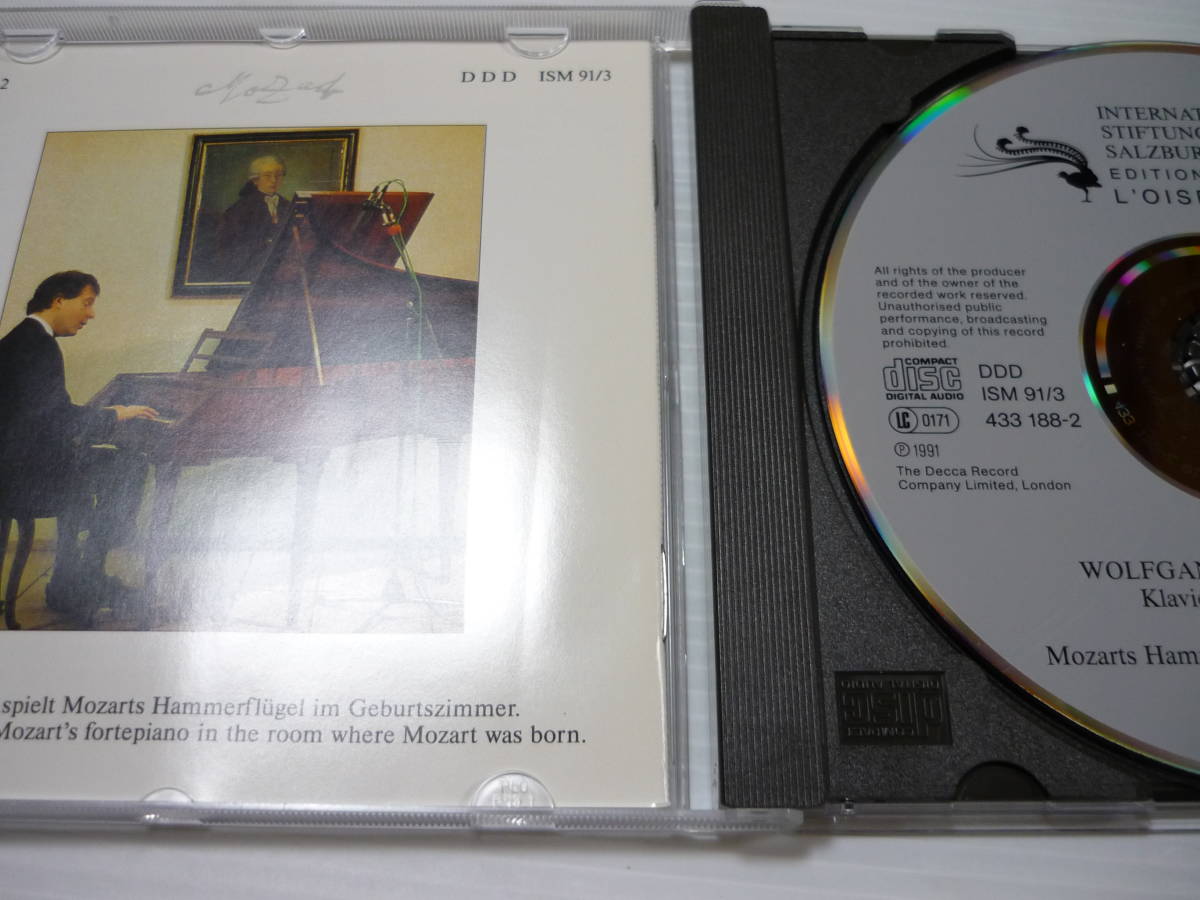 2
Mozart
DDD ISM 91/3
spielt Mozarts Hammerflügel im Geburtszimmer.
Mozart's fortepiano in the room where Mozart was born.
INTERNAT
STIFTUNG
SALZBUR
EDITION
L'OISE
All rights of the producer
and of the owner of the
recorded work reserved.
Unauthorised public
performance, broadcasting
and copying of this record
prohibited.
COMPACT
disc
DIGITAL AUDIO
DDD
ISM 91/3
LC 0171
433 188-2
℗ 1991
The Decca Record
Company Limited, London
433
WOLFGAN
Klavie
Mozarts Hamm